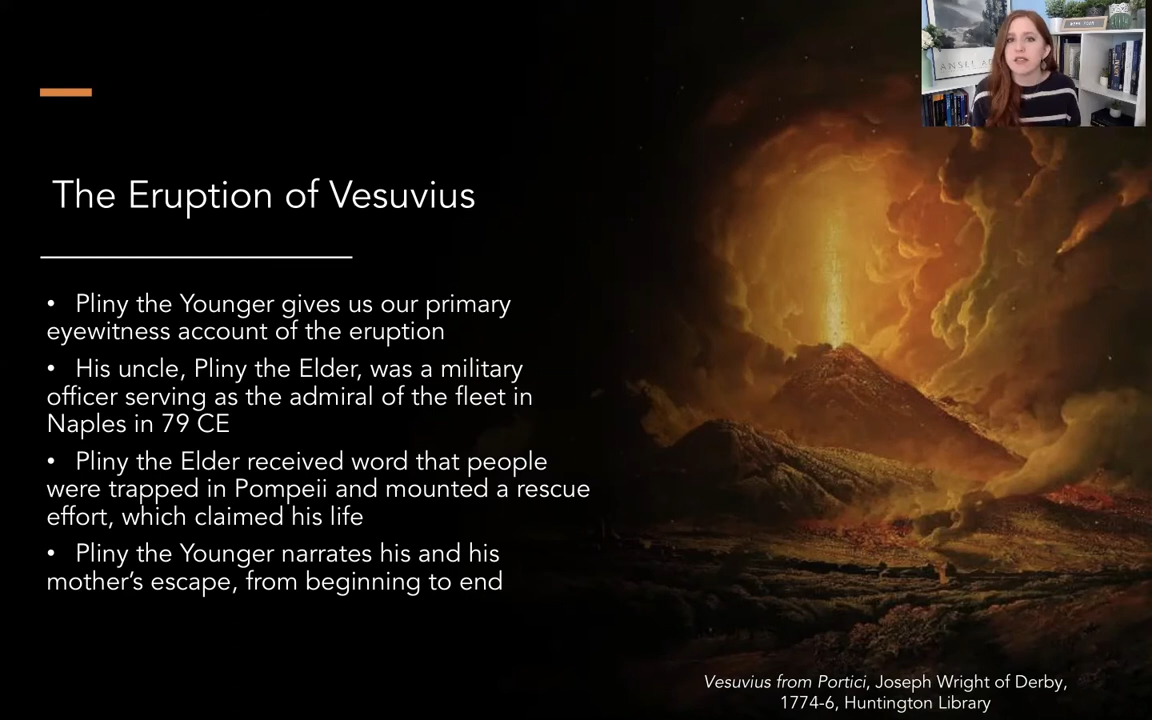 The Eruption of Vesuvius
• Pliny the Younger gives us our primary
eyewitness account of the eruption
• His uncle, Pliny the Elder, was a military
officer serving as the admiral of the fleet in
Naples in 79 CE
• Pliny the Elder received word that people
were trapped in Pompeii and mounted a rescue
effort, which claimed his life
• Pliny the Younger narrates his and his
mother’s escape, from beginning to end
Vesuvius from Portici, Joseph Wright of Derby,
1774-6, Huntington Library
ANSEL